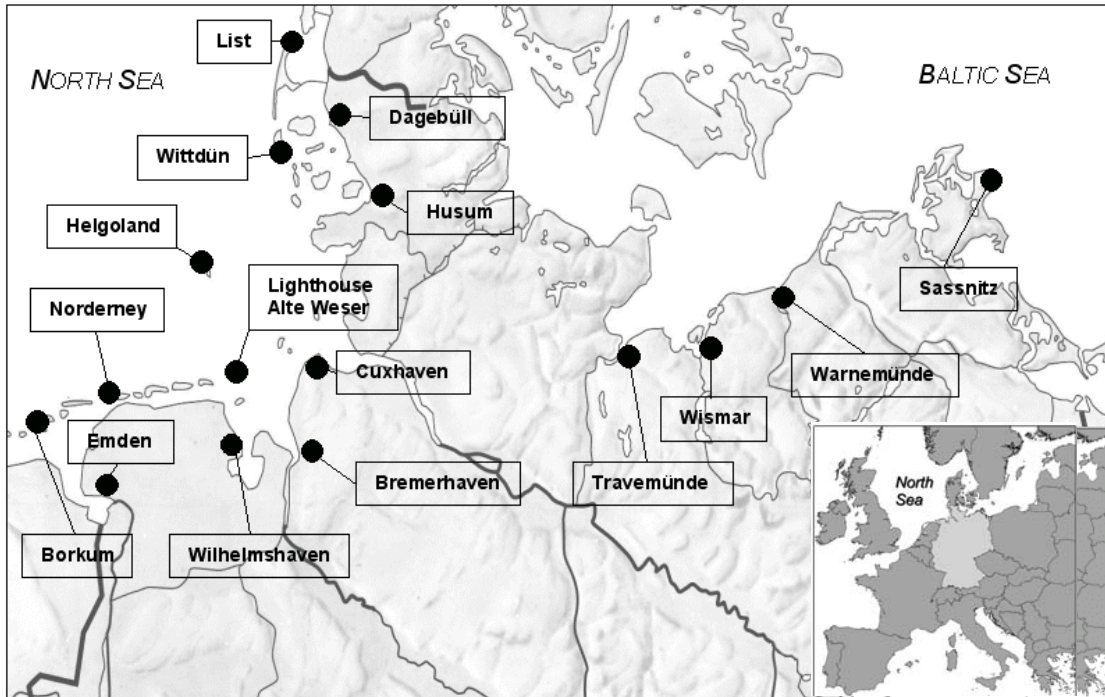 List
NORTH SEA
BALTIC SEA
Dagebüll
Wittdün
Husum
Helgoland
Lighthouse
Alte Weser
Sassnitz
Norderney
Cuxhaven
Warnemünde
Wismar
Emden
Bremerhaven
Travemünde
North
Sea
Borkum
Wilhelmshaven